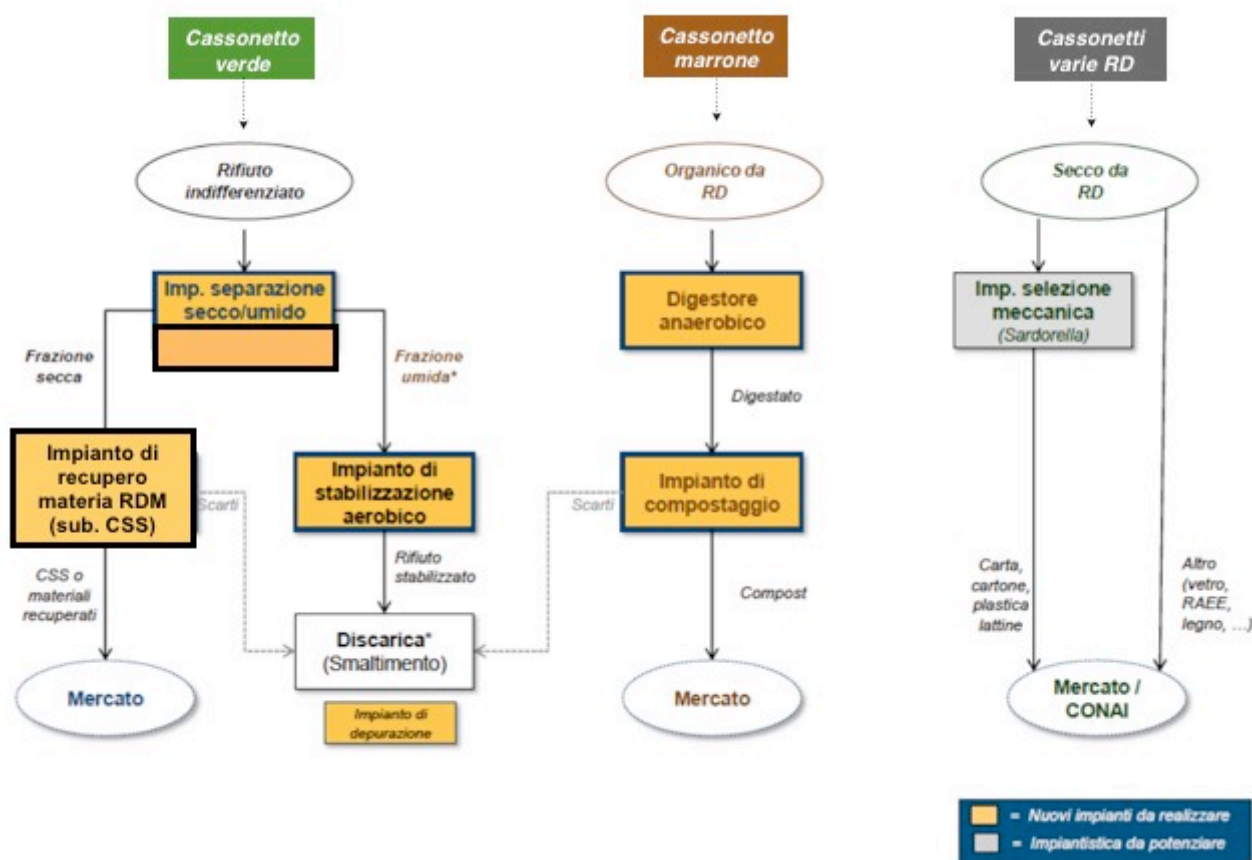 Cassonetto
verde
Cassonetto
marrone
Cassonetti
varie RD
Rifiuto
indifferenziato
Organico da
RD
Secco da
RD
Imp. separazione
secco/umido
Digestore
anaerobico
Imp. selezione
meccanica
(Sardorella)
Frazione
secca
Frazione
umida*
Digestato
Impianto di
recupero
materia RDM
(sub. CSS)
Scarti
Impianto di
stabilizzazione
aerobico
Scarti
Impianto di
compostaggio
CSS o
materiali
recuperati
Rifiuto
stabilizzato
Compost
Carta,
cartone,
plastica
lattine
Altro
(vetro,
RAEE,
legno, ...)
Discarica*
(Smaltimento)
Mercato
Impianto di
depurazione
Mercato
Mercato /
CONAI
= Nuovi impianti da realizzare
= Impiantistica da potenziare